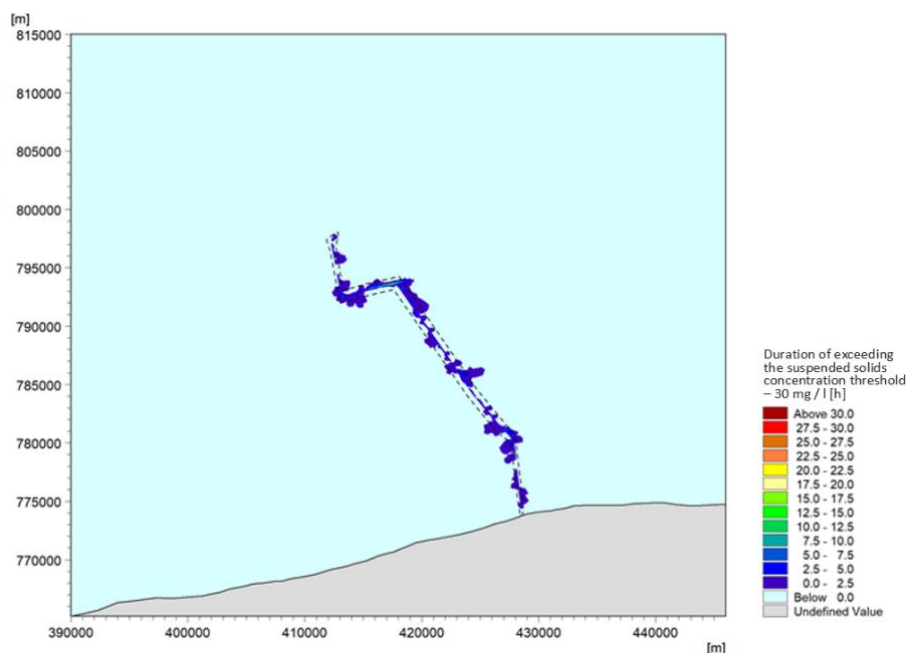 [m]
815000
810000
805000
800000
795000
790000
785000
780000
775000
770000
390000
400000
410000
420000
430000
440000
[m]
Duration of exceeding
the suspended solids
concentration threshold
– 30 mg / l [h]
Above 30.0
27.5 - 30.0
25.0 - 27.5
22.5 - 25.0
20.0 - 22.5
17.5 - 20.0
15.0 - 17.5
12.5 - 15.0
10.0 - 12.5
7.5 - 10.0
5.0 - 7.5
2.5 - 5.0
0.0 - 2.5
Below 0.0
Undefined Value